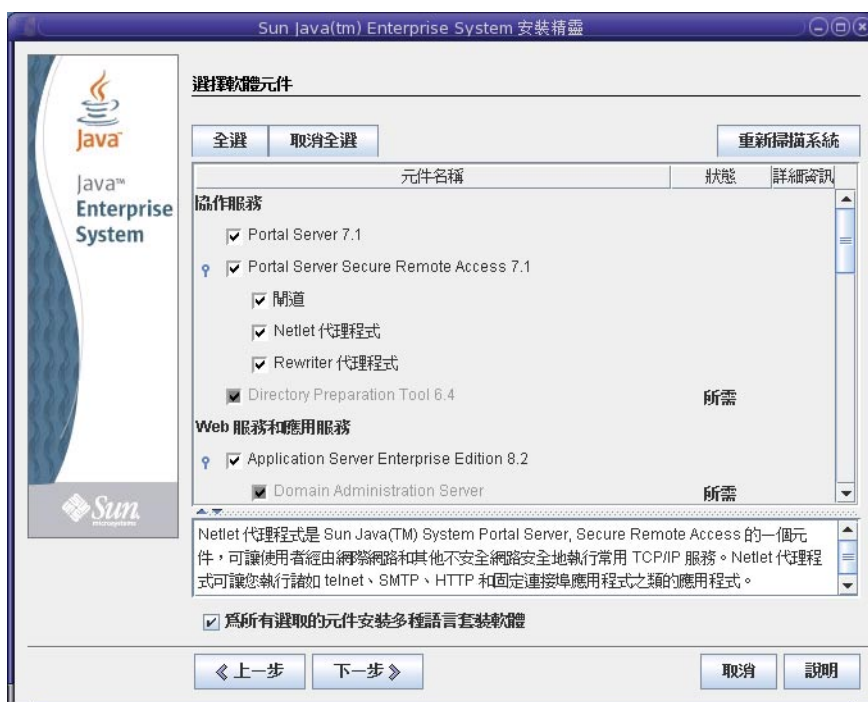 Sun Java(tm) Enterprise System 安裝精靈
Java
Java™
Enterprise
System
Sun
microsystems
選擇軟體元件
全選
取消全選
重新掃描系統
元件名稱
狀態
詳細資訊
協作服務
Portal Server 7.1
Portal Server Secure Remote Access 7.1
閘道
Netlet 代理程式
Rewriter 代理程式
Directory Preparation Tool 6.4
所需
Web 服務和應用服務
Application Server Enterprise Edition 8.2
Domain Administration Server
所需
Netlet 代理程式是 Sun Java(TM) System Portal Server, Secure Remote Access 的一個元
件，可讓使用者經由網際網路和其他不安全網路安全地執行常用 TCP/IP 服務。Netlet 代理程
式可讓您執行諸如 telnet、SMTP、HTTP 和固定連接埠應用程式之類的應用程式。
為所有選取的元件安裝多種語言套裝軟體
上一步
下一步
取消
說明